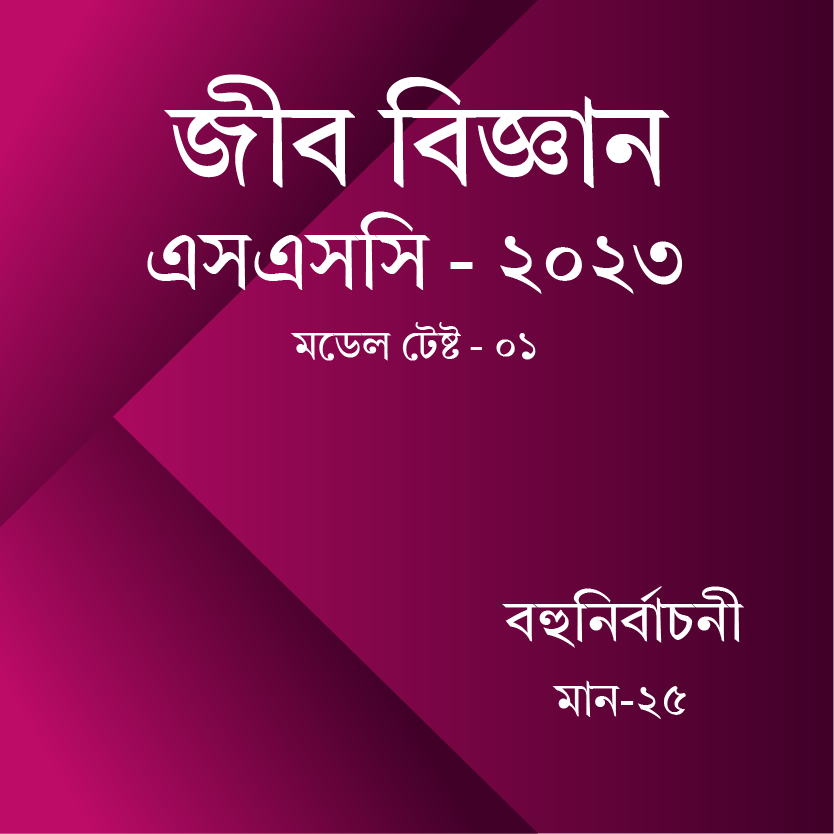 জীব বিজ্ঞান
এসএসসি - ২০২৩
মডেল টেষ্ট - ০১
বহুনির্বাচনী
মান-২৫